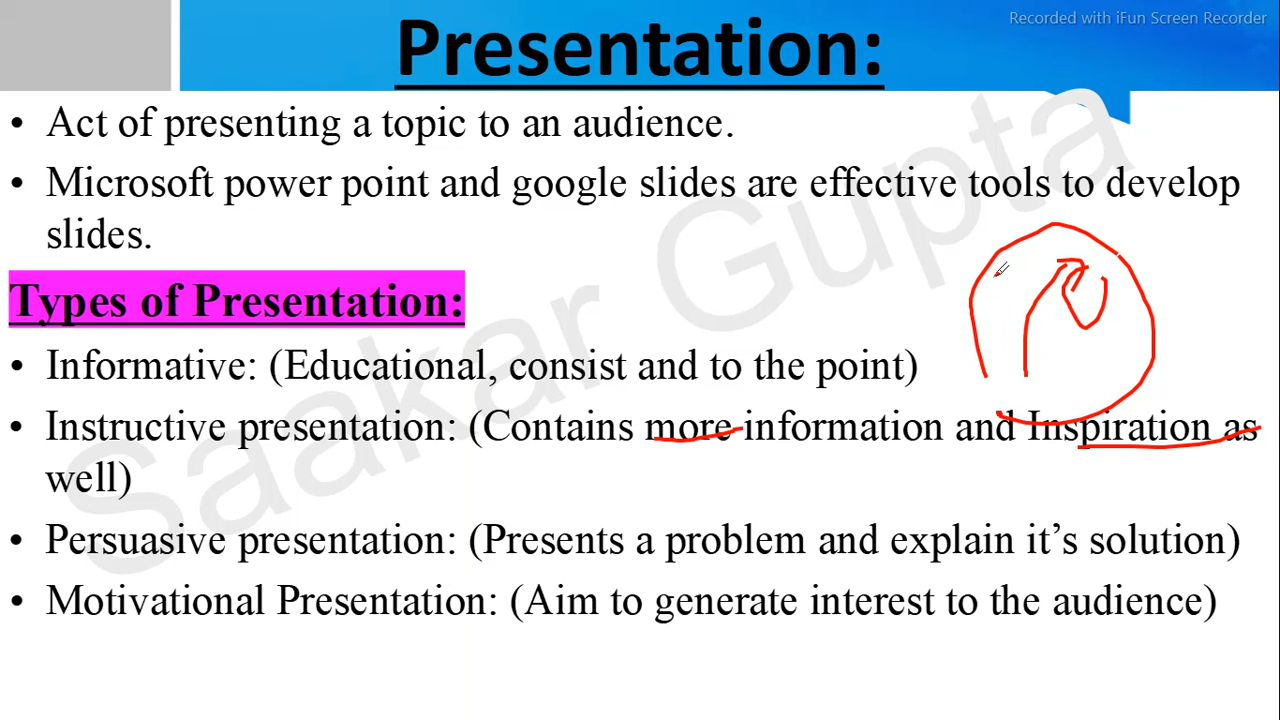 Recorded with iFun Screen Recorder
Presentation:
• Act of presenting a topic to an audience.
• Microsoft power point and google slides are effective tools to develop
slides.
Types of Presentation:
• Informative: (Educational, consist and to the point)
• Instructive presentation: (Contains more information and Inspiration as
well)
• Persuasive presentation: (Presents a problem and explain it’s solution)
• Motivational Presentation: (Aim to generate interest to the audience)
Saakar Gupta